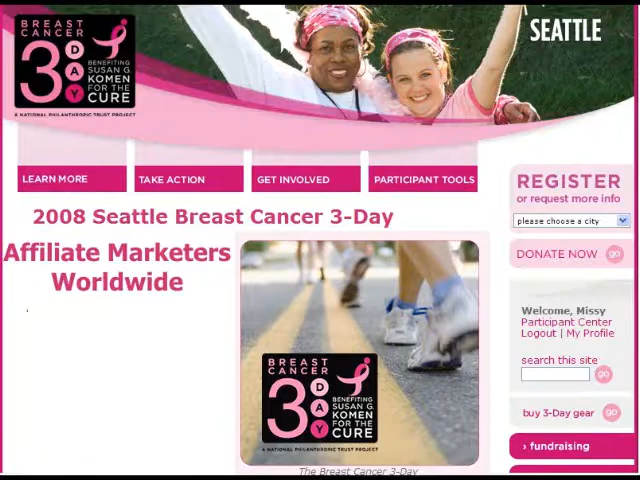 BREAST
CANCER
3
DAY
BENEFITING
SUSAN G.
KOMEN
FOR THE
CURE
A NATIONAL PHILANTHROPIC TRUST PROJECT
SEATTLE
LEARN MORE
TAKE ACTION
GET INVOLVED
PARTICIPANT TOOLS
REGISTER
or request more info
please choose a city
DONATE NOW go
2008 Seattle Breast Cancer 3-Day
Affiliate Marketers
Worldwide
BREAST
CANCER
3
DAY
BENEFITING
SUSAN G.
KOMEN
FOR THE
CURE
A NATIONAL PHILANTHROPIC TRUST PROJECT
The Breast Cancer 3-Day
Welcome, Missy
Participant Center
Logout | My Profile
search this site
go
buy 3-Day gear go
› fundraising